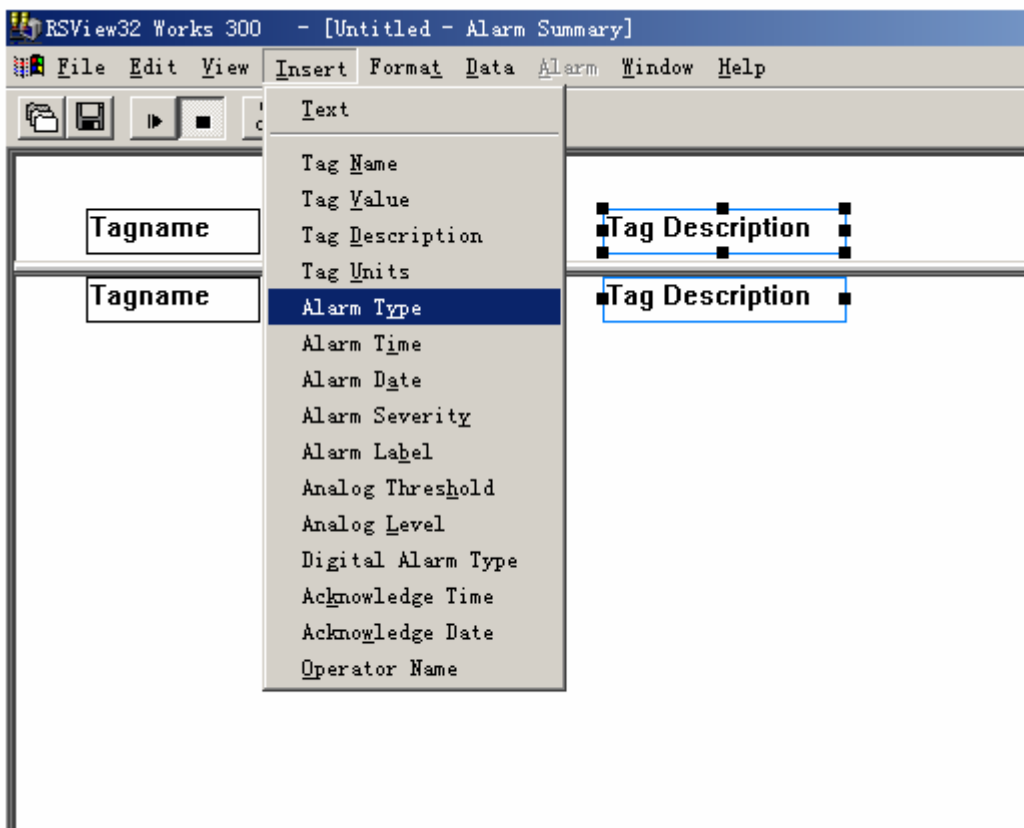 RSView32 Works 300 - [Untitled - Alarm Summary]
File Edit View Insert Format Data Alarm Window Help
Text
Tag Name
Tag Value
Tag Description
Tag Units
Alarm Type
Alarm Time
Alarm Date
Alarm Severity
Alarm Label
Analog Threshold
Analog Level
Digital Alarm Type
Acknowledge Time
Acknowledge Date
Operator Name
Tagname Tag Description
Tagname Tag Description